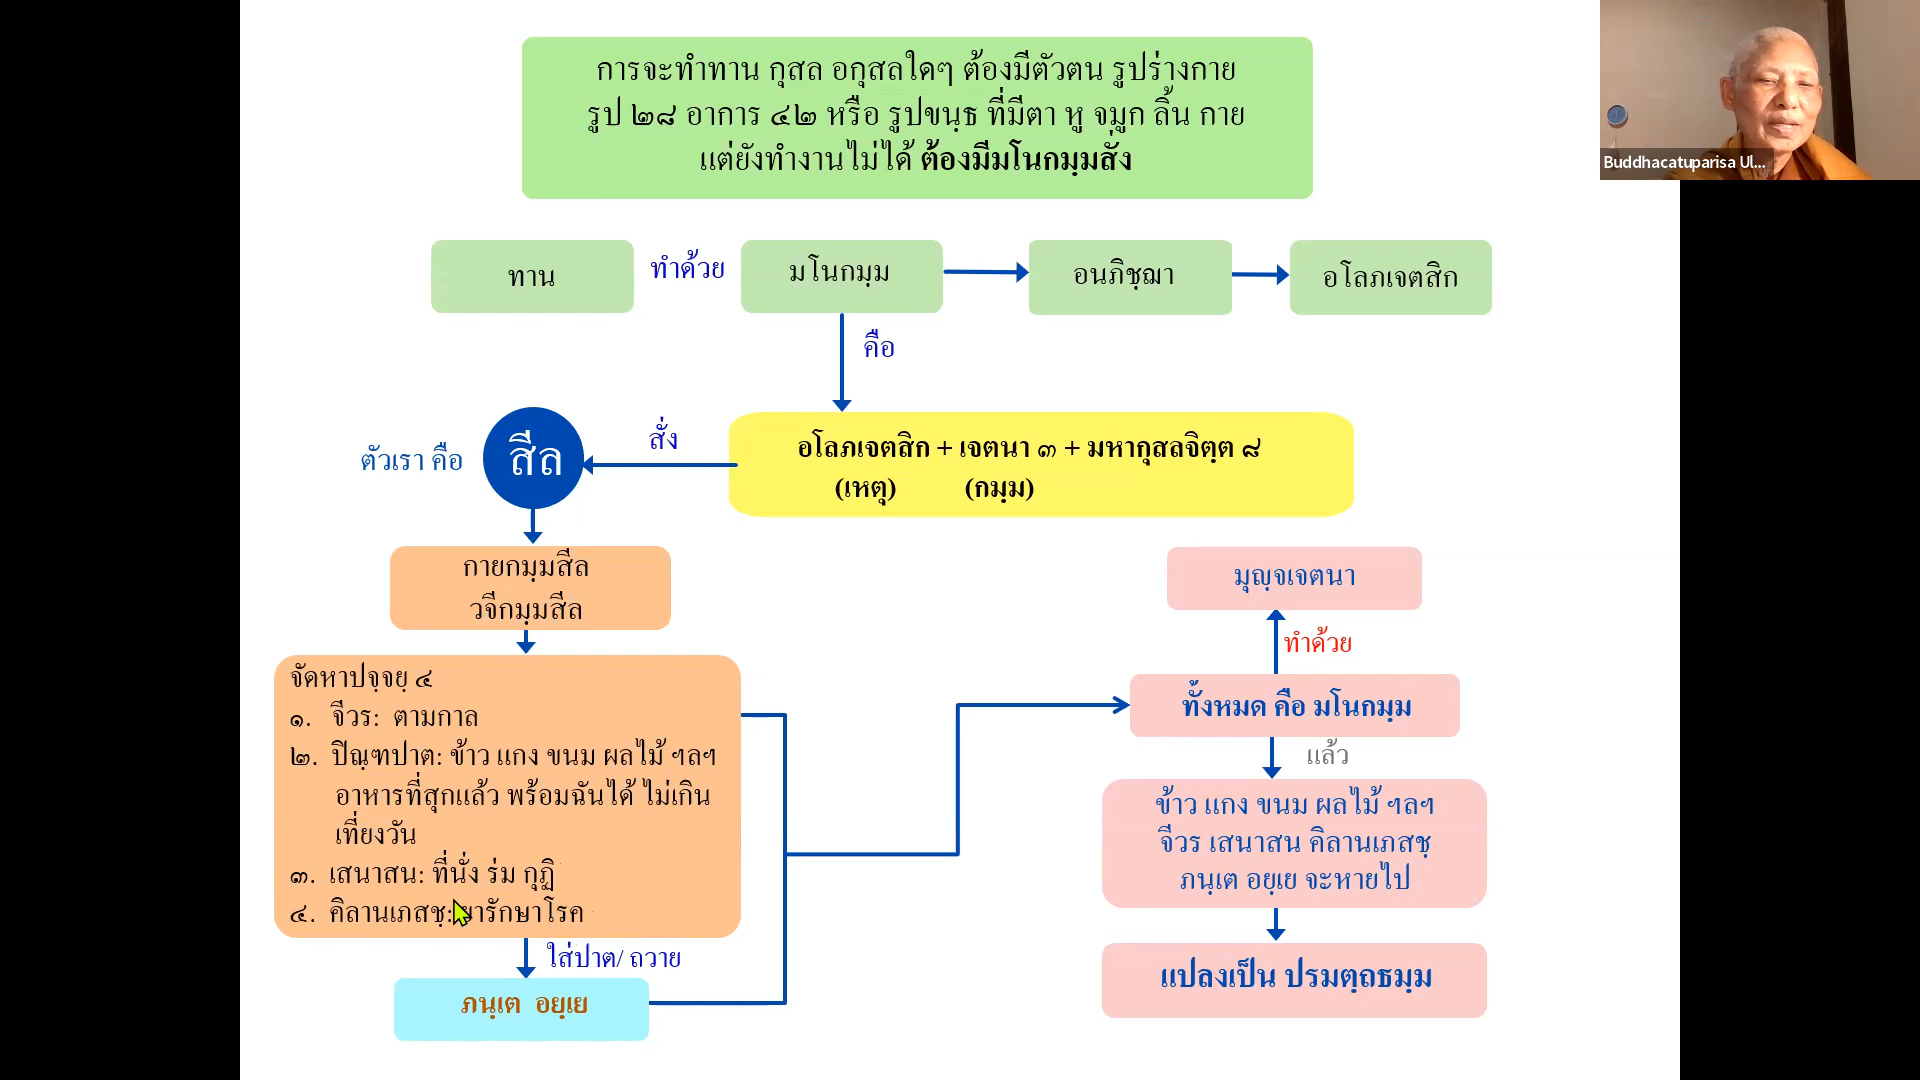 การจะทำทาน กุสล อกุสลใดๆ ต้องมีตัวตน รูปร่างกาย
รูป ๒๘ อาการ ๔๒ หรือ รูปขนฺธ ที่มีตา หู จมูก ลิ้น กาย
แต่ยังทำงานไม่ได้ ต้องมีมโนกมฺมสั่ง
Buddhacatuparisa Ul...
ทาน
ทำด้วย
มโนกมฺม
อนภิชฺฌา
อโลภเจตสิก
คือ
อโลภเจตสิก + เจตนา ๓ + มหากุสลจิตฺต ๘
(เหตุ) (กมฺม)
สั่ง
ตัวเรา คือ
สีล
กายกมฺมสีล
วจีกมฺมสีล
จัดหาปจฺจยฺ ๔
๑. จีวร: ตามกาล
๒. ปิณฺฑปาต: ข้าว แกง ขนม ผลไม้ ฯลฯ
อาหารที่สุกแล้ว พร้อมฉันได้ ไม่เกิน
เที่ยงวัน
๓. เสนาสน: ที่นั่ง ร่ม กุฏิ
๔. คิลานเภสชฺ: ยารักษาโรค
ใส่ปาต/ ถวาย
ภนฺเต อยฺเย
มุญฺจเจตนา
ทำด้วย
ทั้งหมด คือ มโนกมฺม
แล้ว
ข้าว แกง ขนม ผลไม้ ฯลฯ
จีวร เสนาสน คิลานเภสชฺ
ภนฺเต อยฺเย จะหายไป
แปลงเป็น ปรมตฺถธมฺม